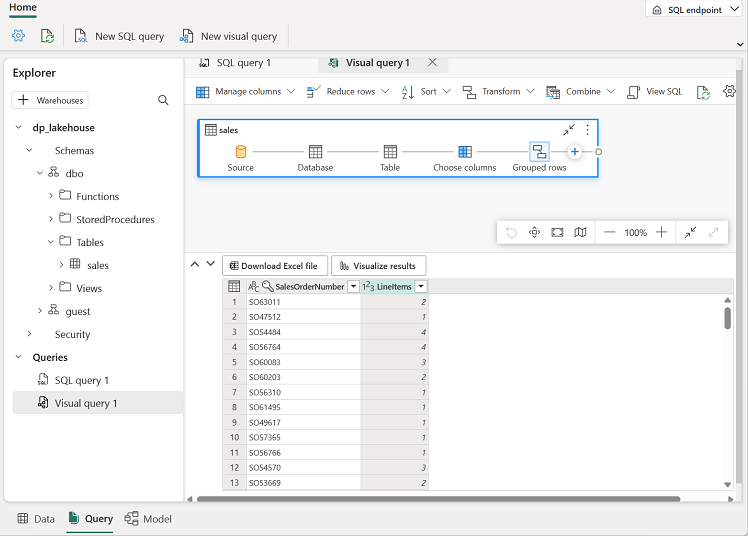 Home
SQL endpoint
New SQL query
New visual query
Explorer
+ Warehouses
dp_lakehouse
Schemas
dbo
Functions
StoredProcedures
Tables
sales
Views
guest
Security
Queries
SQL query 1
Visual query 1
SQL query 1
Visual query 1
Manage columns
Reduce rows
Sort
Transform
Combine
View SQL
sales
Source
Database
Table
Choose columns
Grouped rows
100%
Download Excel file
Visualize results
SalesOrderNumber LineItems
1 SO63011 2
2 SO47512 1
3 SO54484 4
4 SO56764 4
5 SO60083 3
6 SO60203 2
7 SO56310 1
8 SO61495 1
9 SO49617 1
10 SO57365 1
11 SO56766 1
12 SO54570 3
13 SO53669 2
Data
Query
Model